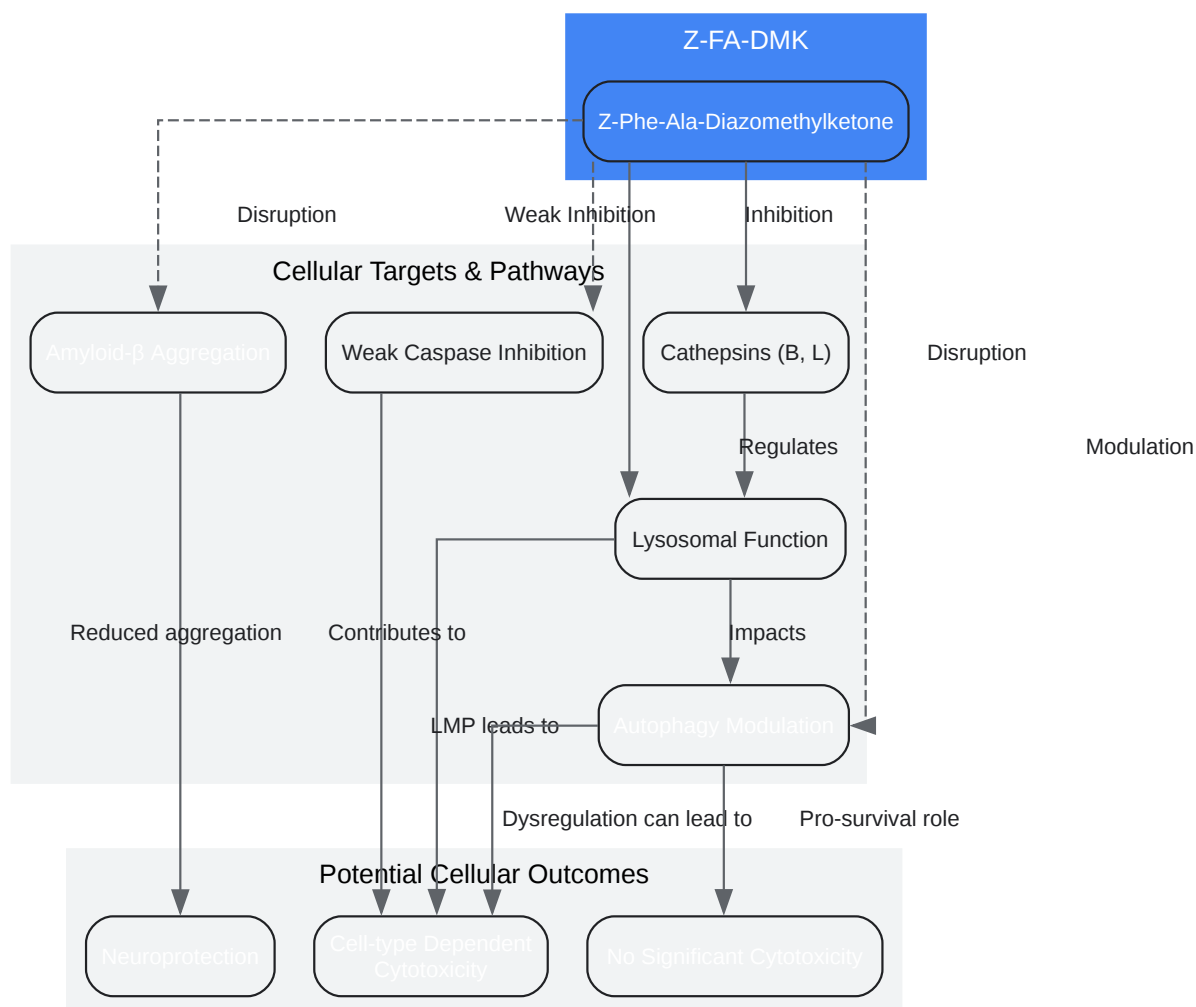 Z-FA-DMK
Z-Phe-Ala-Diazomethylketone
Disruption
Weak Inhibition
Inhibition
Cellular Targets & Pathways
Amyloid-β Aggregation
Weak Caspase Inhibition
Cathepsins (B, L)
Disruption
Regulates
Modulation
Lysosomal Function
Reduced aggregation
Contributes to
Impacts
LMP leads to
Autophagy Modulation
Dysregulation can lead to
Pro-survival role
Potential Cellular Outcomes
Neuroprotection
Cell-type Dependent
Cytotoxicity
No Significant Cytotoxicity